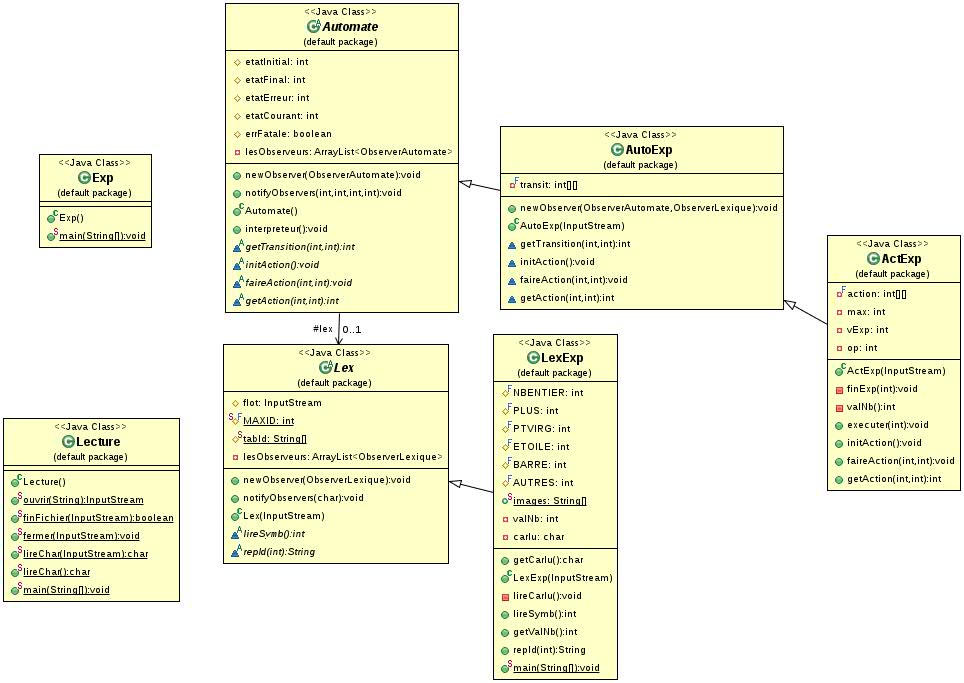 <<Java Class>>
Automate
(default package)
etatInitial: int
etatFinal: int
etatErreur: int
etatCourant: int
errFatale: boolean
lesObserveurs: ArrayList<ObserverAutomate>
newObserver(ObserverAutomate):void
notifyObservers(int,int,int,int):void
Automate()
interpreteur():void
getTransition(int,int):int
initAction():void
faireAction(int,int):void
getAction(int,int):int
<<Java Class>>
Exp
(default package)
Exp()
main(String[]):void
<<Java Class>>
AutoExp
(default package)
transit: int[][]
newObserver(ObserverAutomate,ObserverLexique):void
AutoExp(InputStream)
getTransition(int,int):int
initAction():void
faireAction(int,int):void
getAction(int,int):int
<<Java Class>>
ActExp
(default package)
action: int[][]
max: int
vExp: int
op: int
ActExp(InputStream)
finExp(int):void
valNb():int
executer(int):void
initAction():void
faireAction(int,int):void
getAction(int,int):int
#lex 0..1
<<Java Class>>
Lex
(default package)
flot: InputStream
MAXID: int
tabId: String[]
lesObserveurs: ArrayList<ObserverLexique>
newObserver(ObserverLexique):void
notifyObservers(char):void
Lex(InputStream)
lireSymb():int
repId(int):String
<<Java Class>>
LexExp
(default package)
NBENTIER: int
PLUS: int
PTVIRG: int
ETOILE: int
BARRE: int
AUTRES: int
images: String[]
valNb: int
carlu: char
getCarlu():char
LexExp(InputStream)
lireCarlu():void
lireSymb():int
getValNb():int
repId(int):String
main(String[]):void
<<Java Class>>
Lecture
(default package)
Lecture()
ouvrir(String):InputStream
finFichier(InputStream):boolean
fermer(InputStream):void
lireChar(InputStream):char
lireChar():char
main(String[]):void